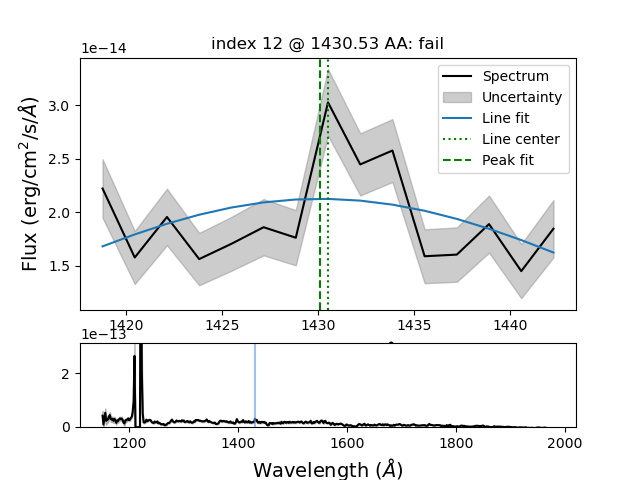 index 12 @ 1430.53 AA: fail
1e−14
Spectrum
Uncertainty
Line fit
Line center
Peak fit
Flux (erg/cm²/s/Å)
3.0
2.5
2.0
1.5
1420 1425 1430 1435 1440
1e−13
2
0
1200 1400 1600 1800 2000
Wavelength (Å)